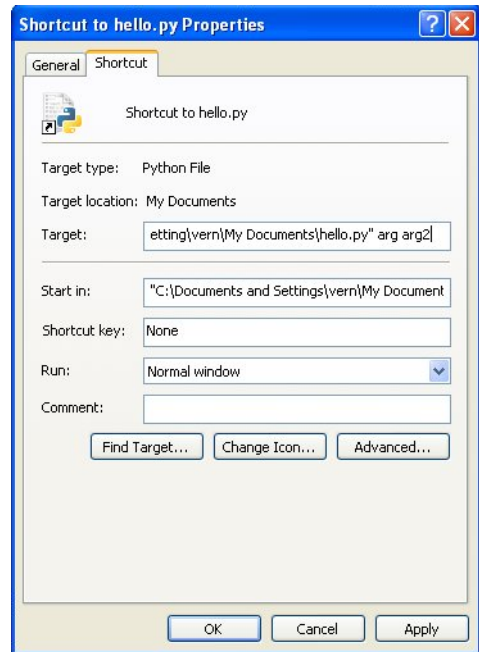 Shortcut to hello.py Properties
General Shortcut
Shortcut to hello.py
Target type: Python File
Target location: My Documents
Target: etting\vern\My Documents\hello.py" arg arg2
Start in: "C:\Documents and Settings\vern\My Document
Shortcut key: None
Run: Normal window
Comment:
Find Target... Change Icon... Advanced...
OK Cancel Apply